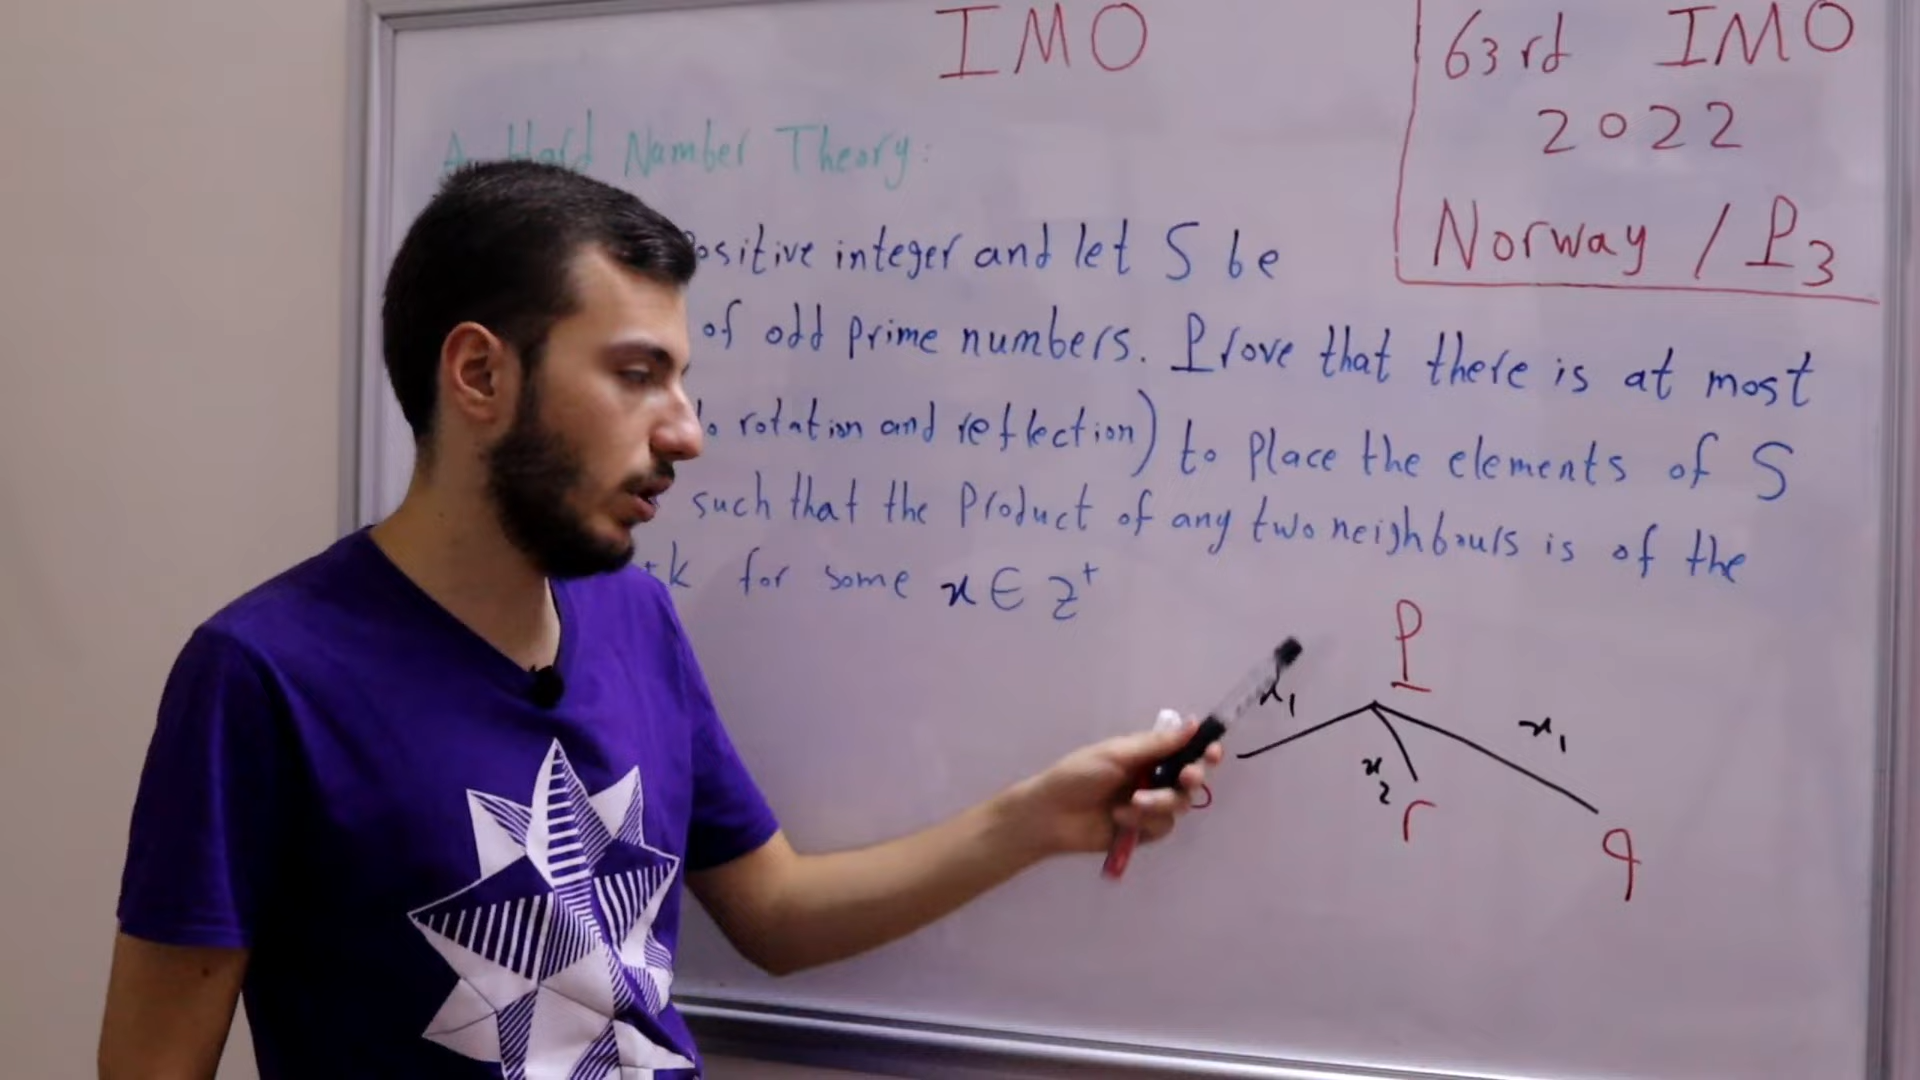 IMO
63rd IMO
2022
Norway / P3
A Hard Number Theory:
positive integer and let S be
of odd prime numbers. Prove that there is at most
to rotation and reflection) to place the elements of S
such that the product of any two neighbours is of the
+k for some x ∈ Z+
P
x1
x1
x2
r
q